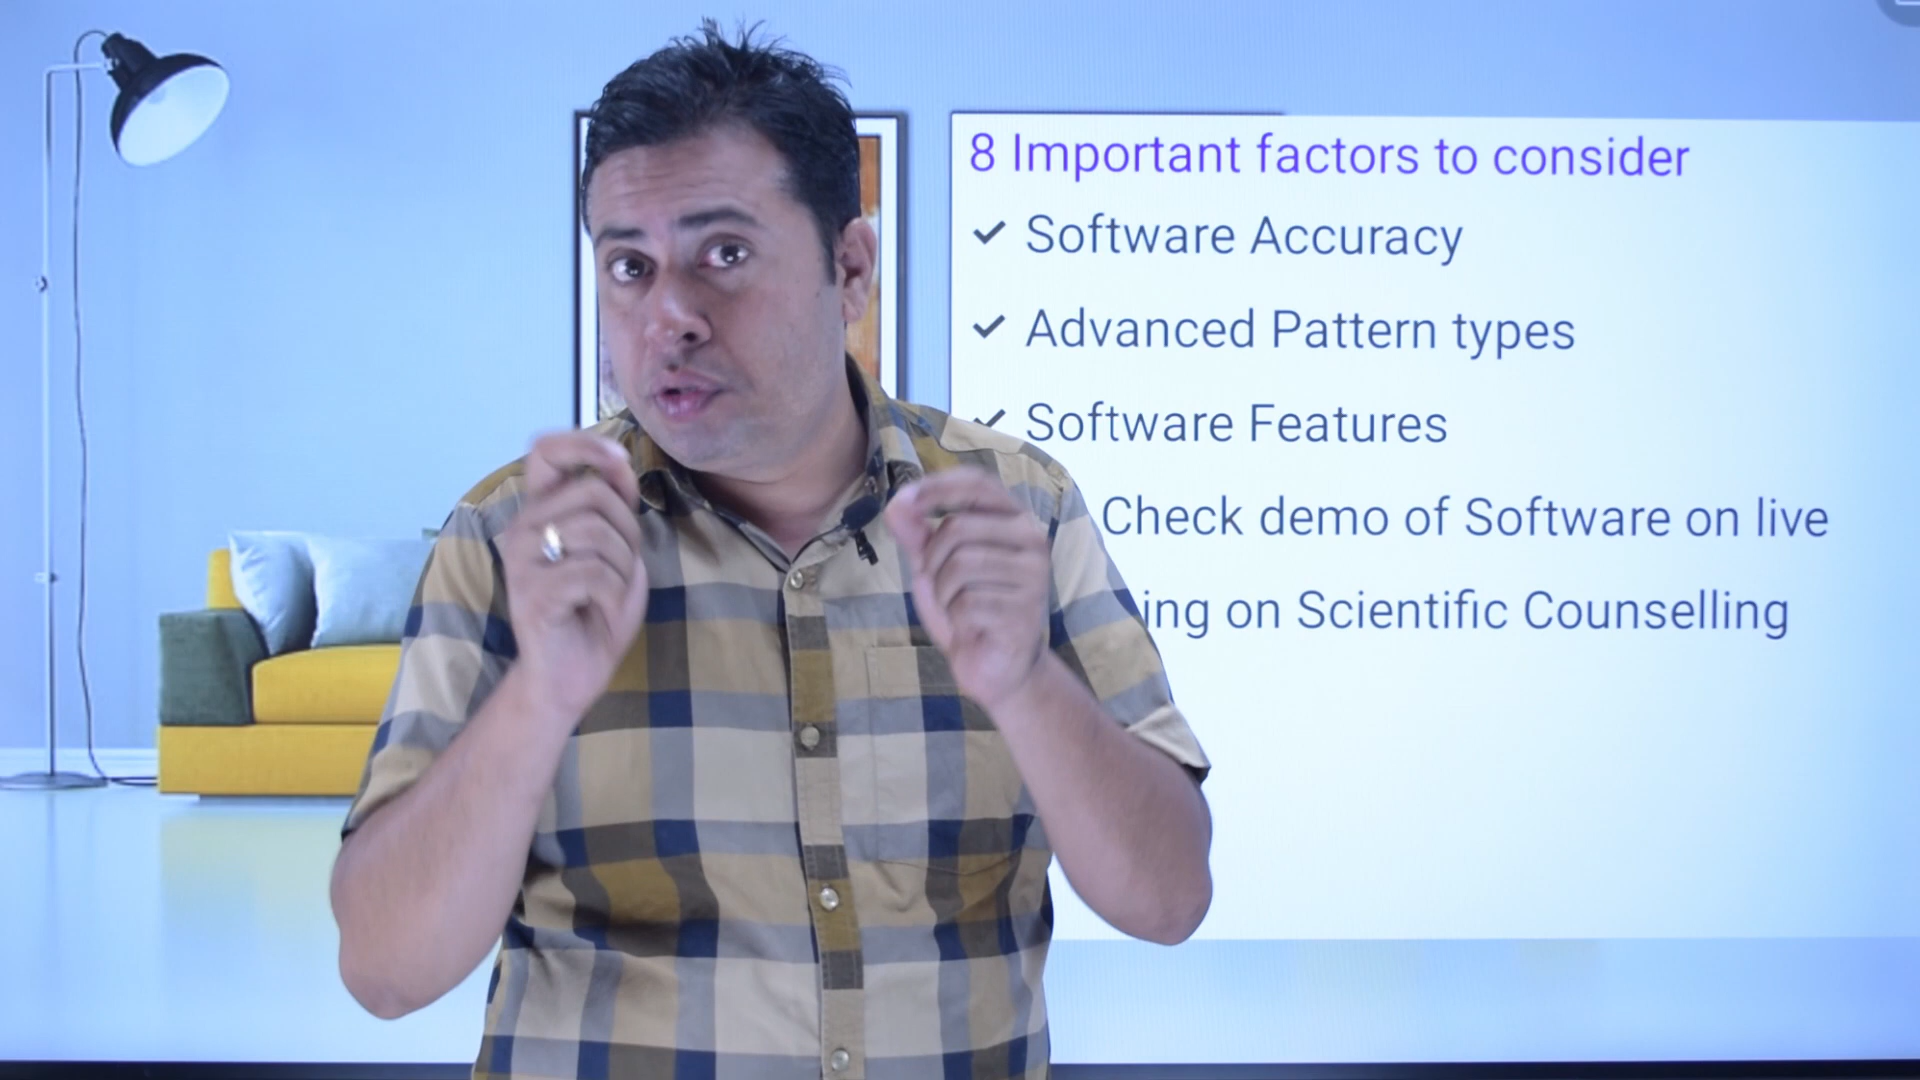 8 Important factors to consider
Software Accuracy
Advanced Pattern types
Software Features
Check demo of Software on live
on Scientific Counselling